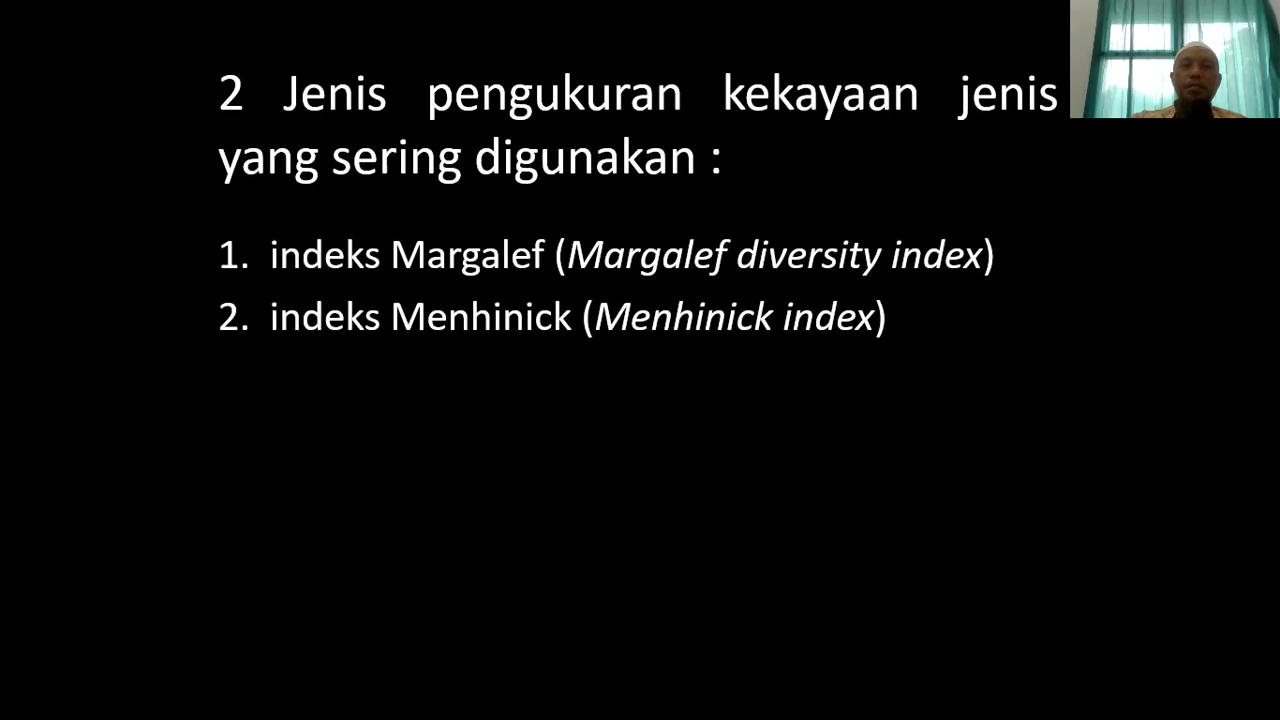 2 Jenis pengukuran kekayaan jenis
yang sering digunakan :
1. indeks Margalef (Margalef diversity index)
2. indeks Menhinick (Menhinick index)